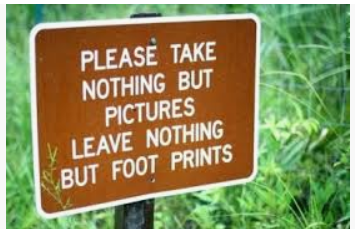 PLEASE TAKE
NOTHING BUT
PICTURES
LEAVE NOTHING
BUT FOOT PRINTS